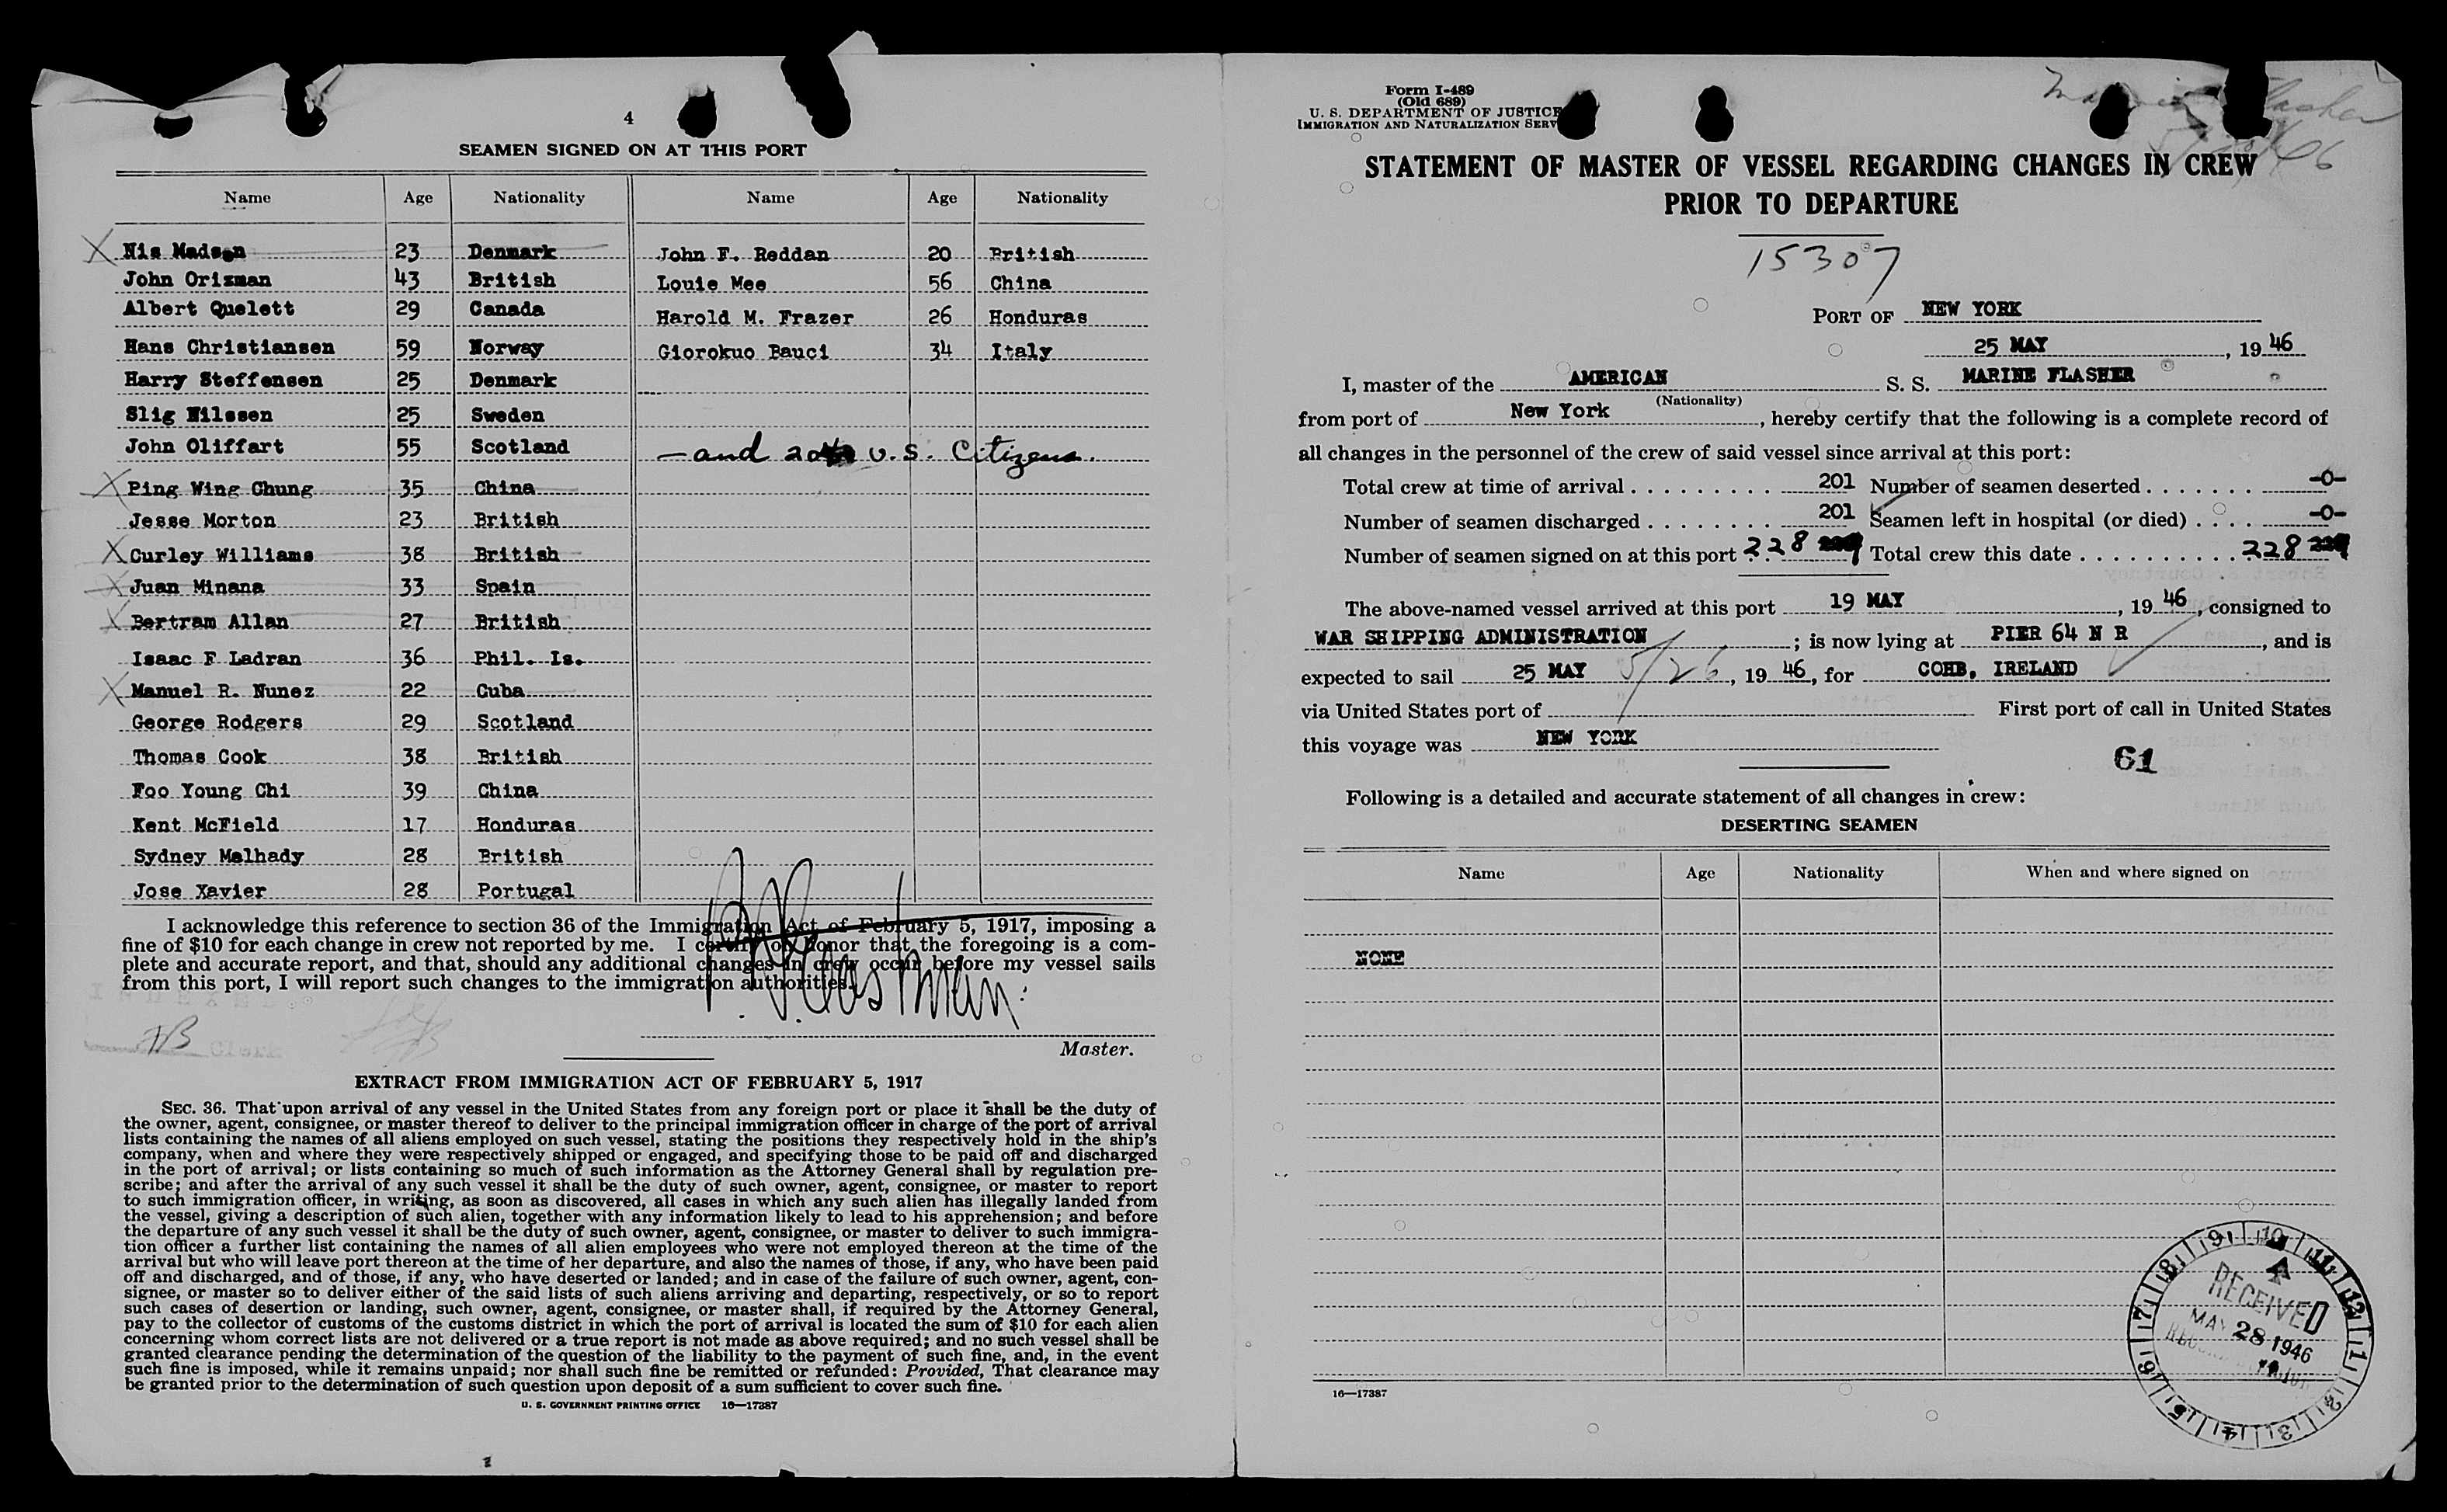 4
SEAMEN SIGNED ON AT THIS PORT
Name Age Nationality Name Age Nationality
X Nis Madsen 23 Denmark John F. Reddan 20 British
John Orizman 43 British Louie Mee 56 China
Albert Quelett 29 Canada Harold M. Frazer 26 Honduras
Hans Christiansen 59 Norway Giorokuo Bauci 34 Italy
Harry Steffensen 25 Denmark
Slig Nilssen 25 Sweden
John Oliffart 55 Scotland — and U.S. Citizens.
X Ping Wing Chung 35 China
Jesse Morton 23 British
X Curley Williams 38 British
X Juan Minana 33 Spain
X Bertram Allan 27 British
Isaac F Ladran 36 Phil. Is.
X Manuel R. Nunez 22 Cuba
George Rodgers 29 Scotland
Thomas Cook 38 British
Foo Young Chi 39 China
Kent McField 17 Honduras
Sydney Malhady 28 British
Jose Xavier 28 Portugal
I acknowledge this reference to section 36 of the Immigration Act of February 5, 1917, imposing a
fine of $10 for each change in crew not reported by me. I certify on honor that the foregoing is a com-
plete and accurate report, and that, should any additional changes in crew occur before my vessel sails
from this port, I will report such changes to the immigration authorities.
Clerk
Master.
EXTRACT FROM IMMIGRATION ACT OF FEBRUARY 5, 1917
SEC. 36. That upon arrival of any vessel in the United States from any foreign port or place it shall be the duty of
the owner, agent, consignee, or master thereof to deliver to the principal immigration officer in charge of the port of arrival
lists containing the names of all aliens employed on such vessel, stating the positions they respectively hold in the ship's
company, when and where they were respectively shipped or engaged, and specifying those to be paid off and discharged
in the port of arrival; or lists containing so much of such information as the Attorney General shall by regulation pre-
scribe; and after the arrival of any such vessel it shall be the duty of such owner, agent, consignee, or master to report
to such immigration officer, in writing, as soon as discovered, all cases in which any such alien has illegally landed from
the vessel, giving a description of such alien, together with any information likely to lead to his apprehension; and before
the departure of any such vessel it shall be the duty of such owner, agent, consignee, or master to deliver to such immigra-
tion officer a further list containing the names of all alien employees who were not employed thereon at the time of the
arrival but who will leave port thereon at the time of her departure, and also the names of those, if any, who have been paid
off and discharged, and of those, if any, who have deserted or landed; and in case of the failure of such owner, agent, con-
signee, or master so to deliver either of the said lists of such aliens arriving and departing, respectively, or so to report
such cases of desertion or landing, such owner, agent, consignee, or master shall, if required by the Attorney General,
pay to the collector of customs of the customs district in which the port of arrival is located the sum of $10 for each alien
concerning whom correct lists are not delivered or a true report is not made as above required; and no such vessel shall be
granted clearance pending the determination of the question of the liability to the payment of such fine, and, in the event
such fine is imposed, while it remains unpaid; nor shall such fine be remitted or refunded: Provided, That clearance may
be granted prior to the determination of such question upon deposit of a sum sufficient to cover such fine.
U. S. GOVERNMENT PRINTING OFFICE 16—17387
Form I-489
(Old 689)
U. S. DEPARTMENT OF JUSTICE
IMMIGRATION AND NATURALIZATION SERV
STATEMENT OF MASTER OF VESSEL REGARDING CHANGES IN CREW
PRIOR TO DEPARTURE
15307
PORT OF NEW YORK
25 MAY, 19 46
I, master of the AMERICAN S. S. MARINE FLASHER
(Nationality)
from port of New York, hereby certify that the following is a complete record of
all changes in the personnel of the crew of said vessel since arrival at this port:
Total crew at time of arrival 201 Number of seamen deserted -0-
Number of seamen discharged 201 Seamen left in hospital (or died) -0-
Number of seamen signed on at this port 228 Total crew this date 228
The above-named vessel arrived at this port 19 MAY, 19 46, consigned to
WAR SHIPPING ADMINISTRATION; is now lying at PIER 64 N R, and is
expected to sail 25 MAY 5/26, 19 46, for COHB, IRELAND
via United States port of First port of call in United States
this voyage was NEW YORK
61
Following is a detailed and accurate statement of all changes in crew:
DESERTING SEAMEN
Name Age Nationality When and where signed on
NONE
RECEIVED
MAY 28 1946
16—17387